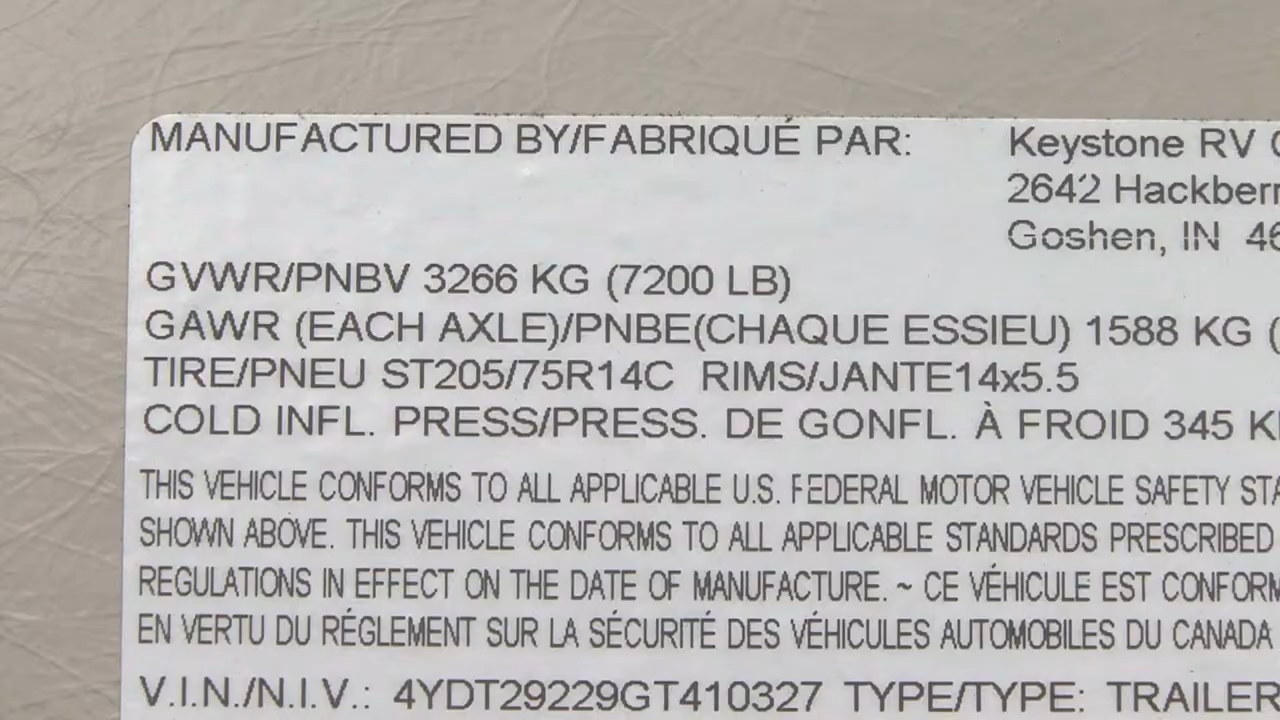 MANUFACTURED BY/FABRIQUÉ PAR: Keystone RV
2642 Hackberr
Goshen, IN 46
GVWR/PNBV 3266 KG (7200 LB)
GAWR (EACH AXLE)/PNBE(CHAQUE ESSIEU) 1588 KG (
TIRE/PNEU ST205/75R14C RIMS/JANTE14x5.5
COLD INFL. PRESS/PRESS. DE GONFL. À FROID 345 K
THIS VEHICLE CONFORMS TO ALL APPLICABLE U.S. FEDERAL MOTOR VEHICLE SAFETY STA
SHOWN ABOVE. THIS VEHICLE CONFORMS TO ALL APPLICABLE STANDARDS PRESCRIBED
REGULATIONS IN EFFECT ON THE DATE OF MANUFACTURE. ~ CE VÉHICULE EST CONFORM
EN VERTU DU RÉGLEMENT SUR LA SÉCURITÉ DES VÉHICULES AUTOMOBILES DU CANADA
V.I.N./N.I.V.: 4YDT29229GT410327 TYPE/TYPE: TRAILER